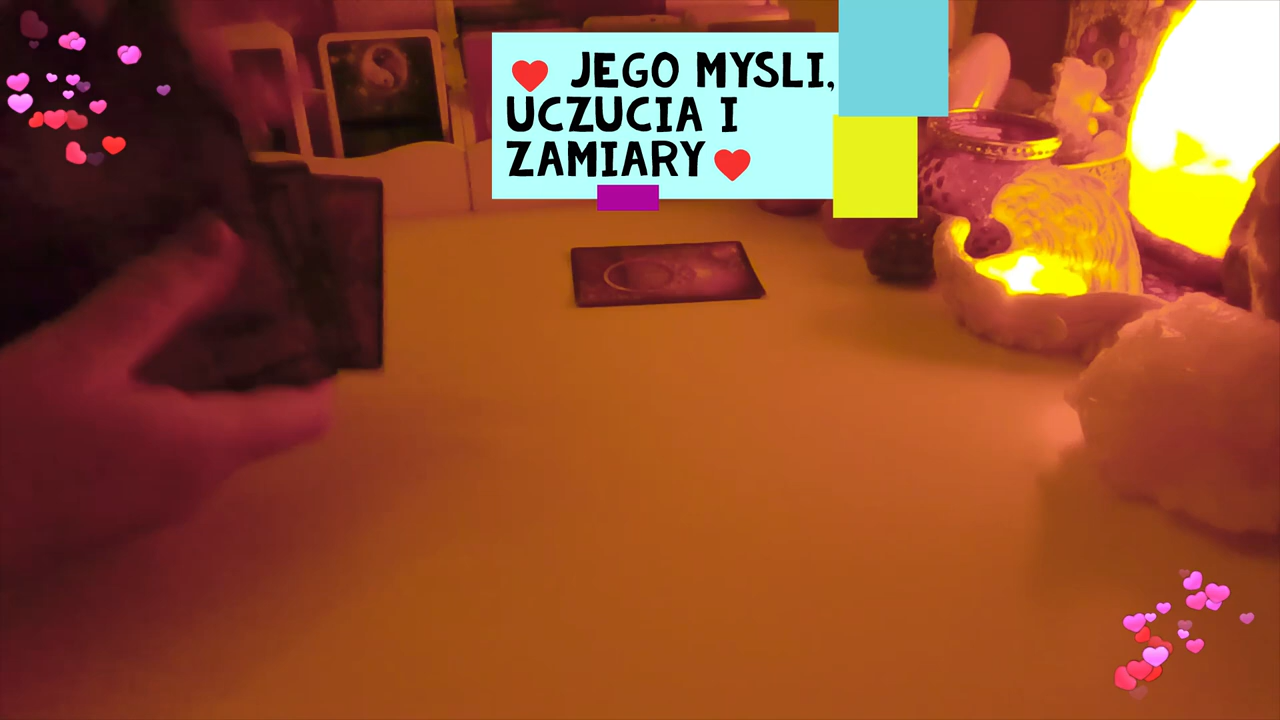 ❤️ JEGO MYSLI,
UCZUCIA I
ZAMIARY ❤️